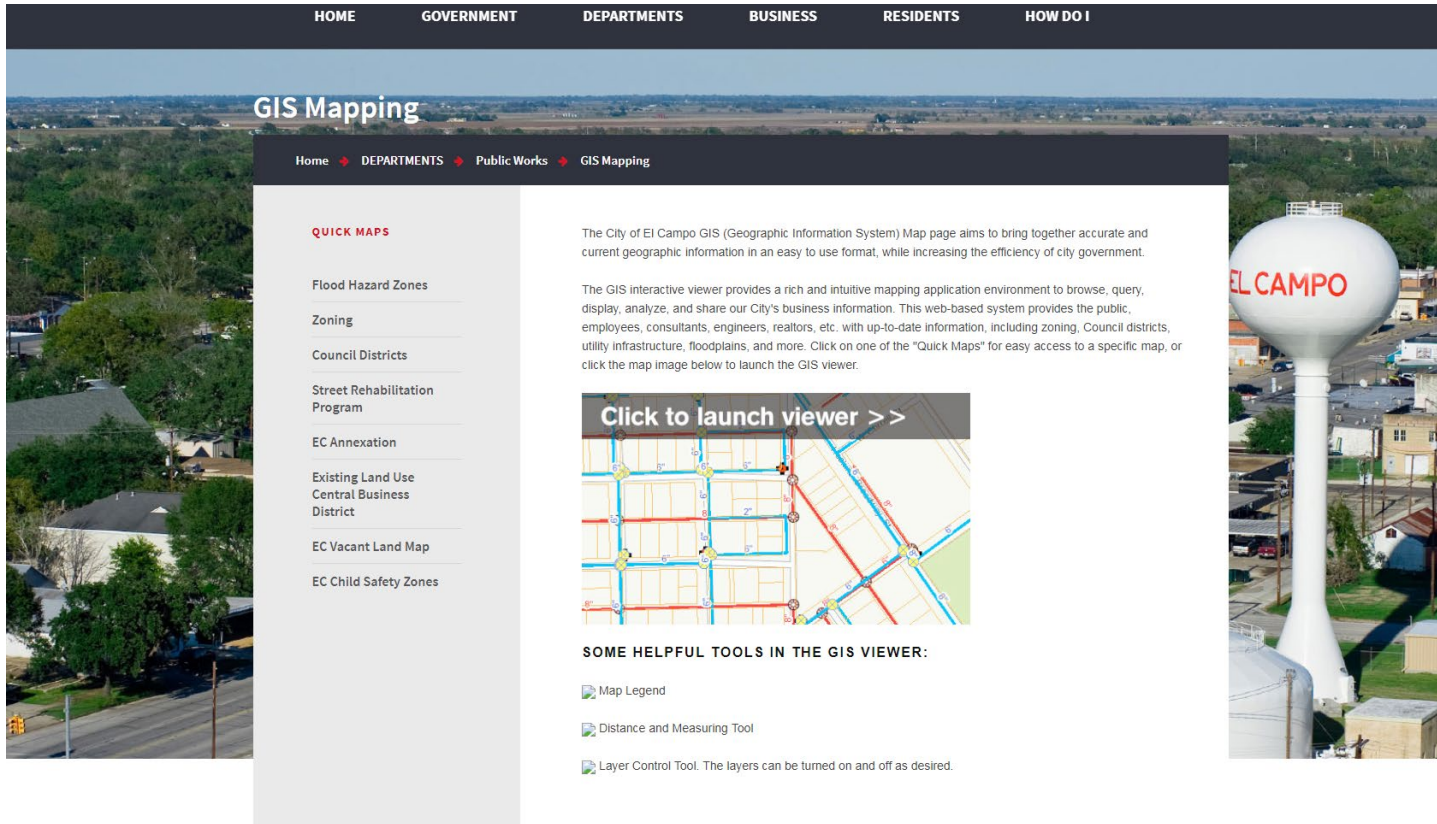 HOME GOVERNMENT DEPARTMENTS BUSINESS RESIDENTS HOW DO I
GIS Mapping
Home DEPARTMENTS Public Works GIS Mapping
QUICK MAPS
Flood Hazard Zones
Zoning
Council Districts
Street Rehabilitation
Program
EC Annexation
Existing Land Use
Central Business
District
EC Vacant Land Map
EC Child Safety Zones
The City of El Campo GIS (Geographic Information System) Map page aims to bring together accurate and
current geographic information in an easy to use format, while increasing the efficiency of city government.
The GIS interactive viewer provides a rich and intuitive mapping application environment to browse, query,
display, analyze, and share our City's business information. This web-based system provides the public,
employees, consultants, engineers, realtors, etc. with up-to-date information, including zoning, Council districts,
utility infrastructure, floodplains, and more. Click on one of the "Quick Maps" for easy access to a specific map, or
click the map image below to launch the GIS viewer.
Click to launch viewer >>
SOME HELPFUL TOOLS IN THE GIS VIEWER:
Map Legend
Distance and Measuring Tool
Layer Control Tool. The layers can be turned on and off as desired.
EL CAMPO